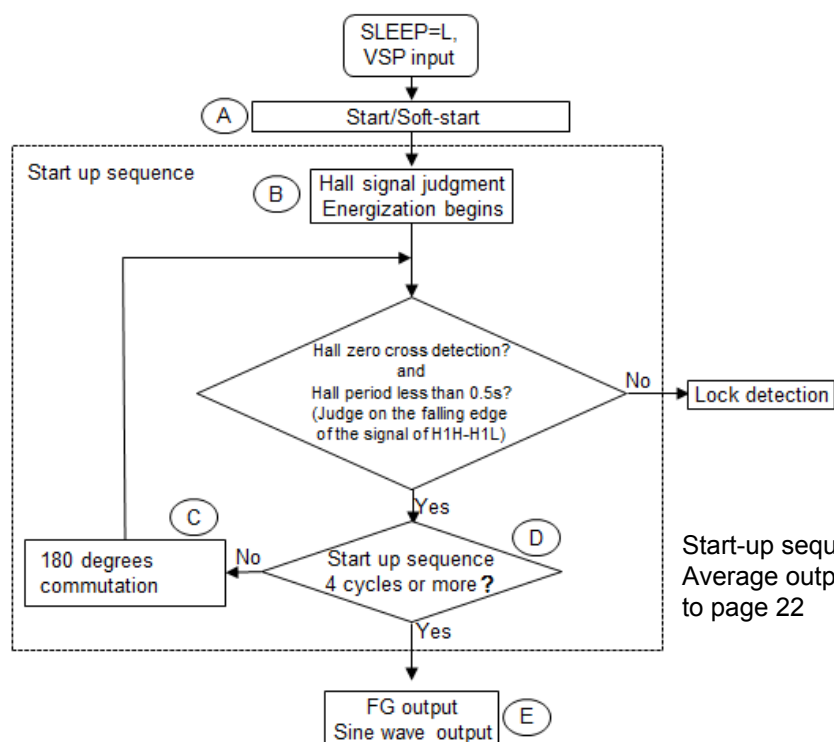 SLEEP=L,
VSP input
A
Start/Soft-start
Start up sequence
B
Hall signal judgment
Energization begins
Hall zero cross detection?
and
Hall period less than 0.5s?
(Judge on the falling edge
of the signal of H1H-H1L)
No
Lock detection
Yes
C
D
180 degrees
commutation
No
Start up sequence
4 cycles or more?
Start-up sequ
Average outp
to page 22
Yes
FG output
Sine wave output
E